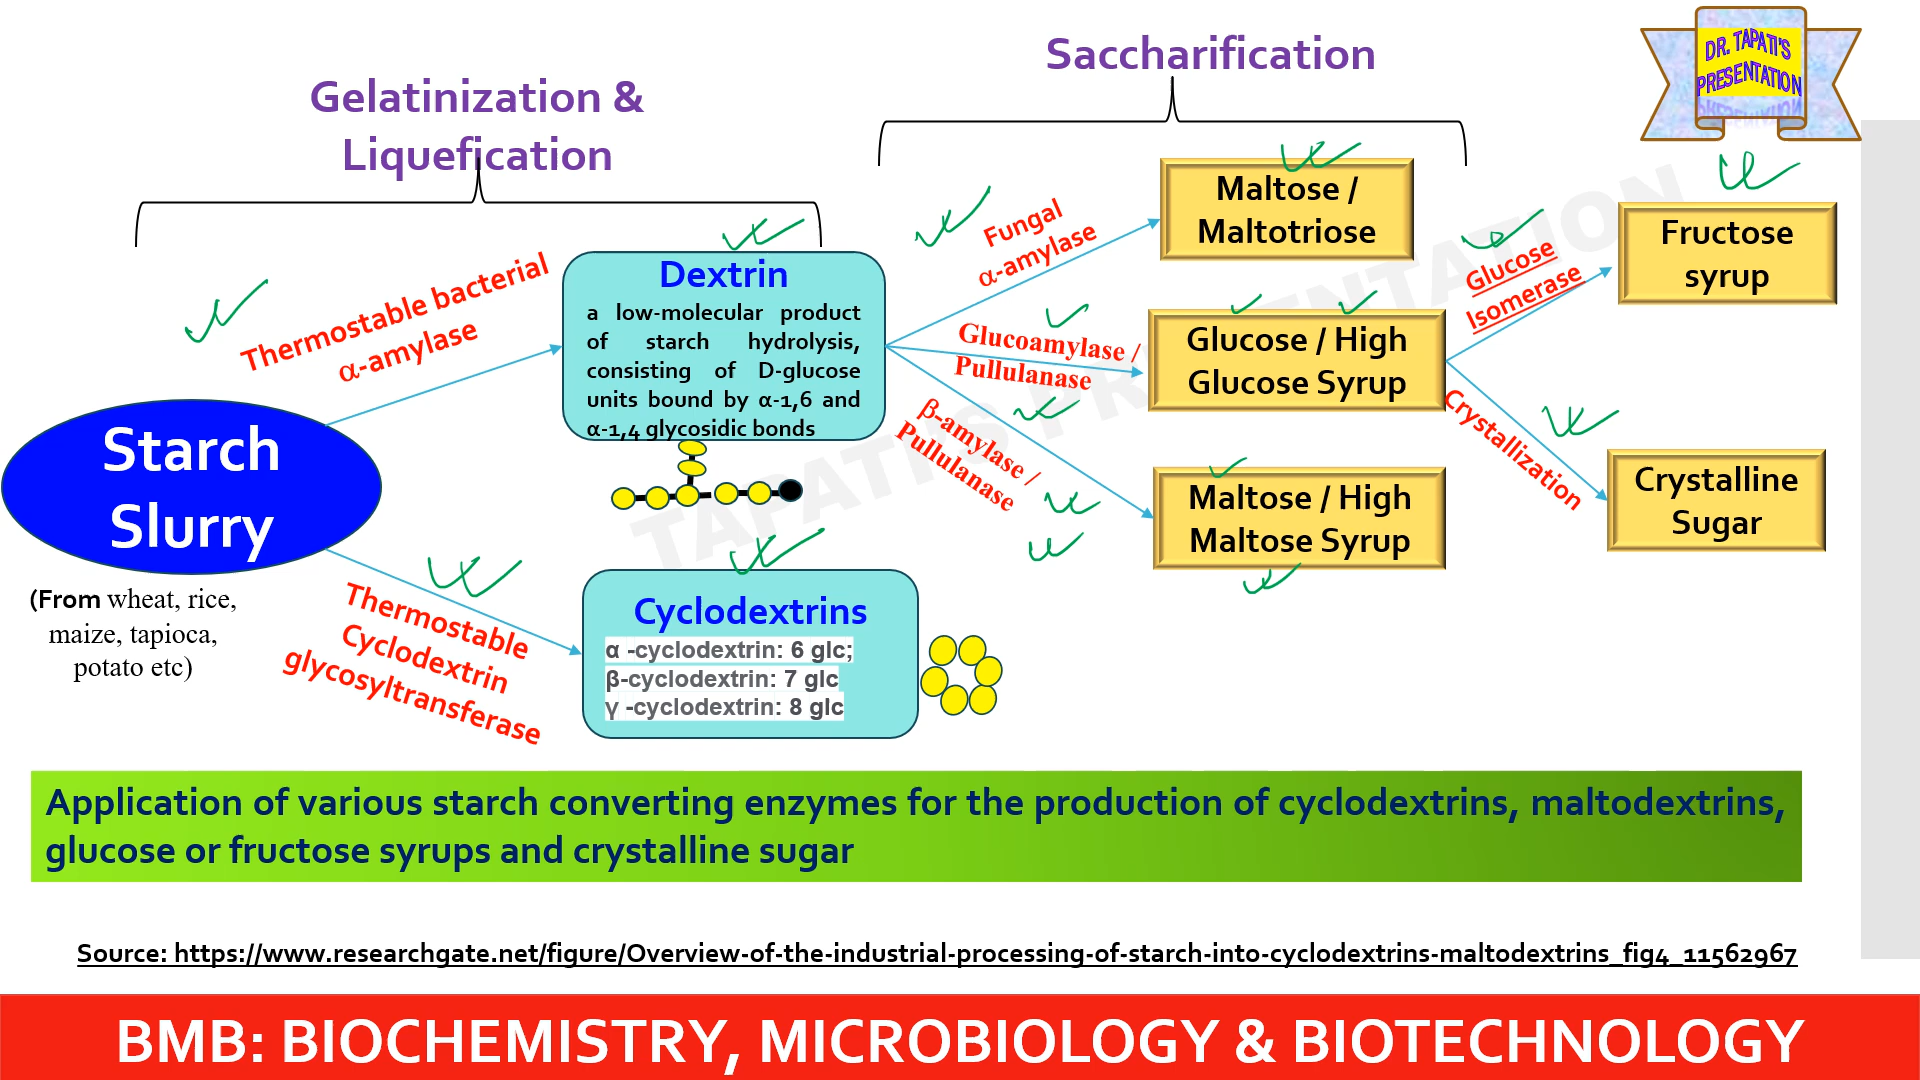 Saccharification
DR. TAPATI'S
PRESENTATION
Gelatinization &
Liquefication
Thermostable bacterial
α-amylase
Dextrin
a low-molecular product
of starch hydrolysis,
consisting of D-glucose
units bound by α-1,6 and
α-1,4 glycosidic bonds
Fungal
α-amylase
Maltose /
Maltotriose
Glucoamylase /
Pullulanase
Glucose / High
Glucose Syrup
β-amylase /
Pullulanase
Maltose / High
Maltose Syrup
Glucose
Isomerase
Fructose
syrup
Crystallization
Crystalline
Sugar
Starch
Slurry
(From wheat, rice,
maize, tapioca,
potato etc)
Thermostable
Cyclodextrin
glycosyltransferase
Cyclodextrins
α -cyclodextrin: 6 glc;
β-cyclodextrin: 7 glc
γ -cyclodextrin: 8 glc
TAPATI'S PRESENTATION
Application of various starch converting enzymes for the production of cyclodextrins, maltodextrins,
glucose or fructose syrups and crystalline sugar
Source: https://www.researchgate.net/figure/Overview-of-the-industrial-processing-of-starch-into-cyclodextrins-maltodextrins_fig4_11562967
BMB: BIOCHEMISTRY, MICROBIOLOGY & BIOTECHNOLOGY